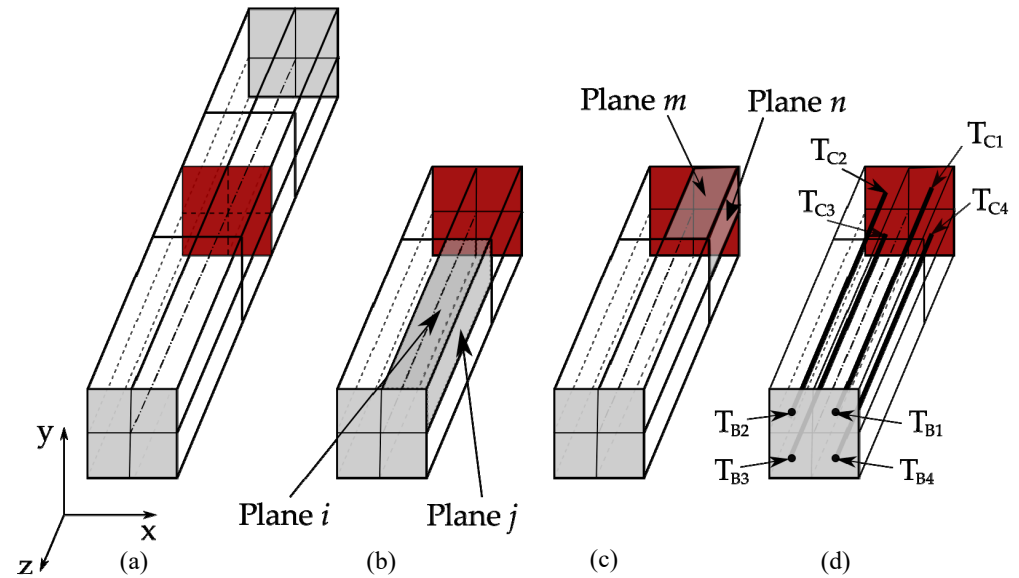 Plane m
Plane n
T_C2
T_C1
T_C3
T_C4
T_B2
T_B1
T_B3
T_B4
y
x
z
Plane i
Plane j
(a)
(b)
(c)
(d)